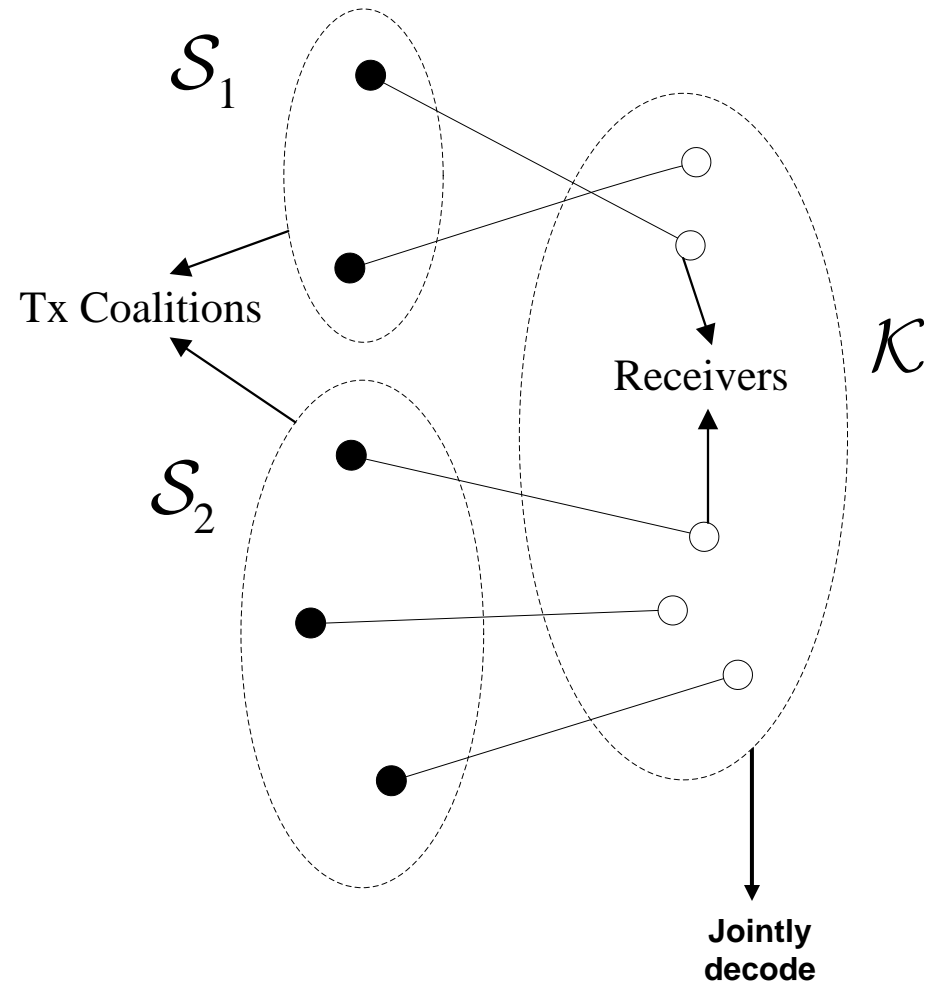 𝒮₁
Tx Coalitions
𝒦
Receivers
𝒮₂
Jointly
decode